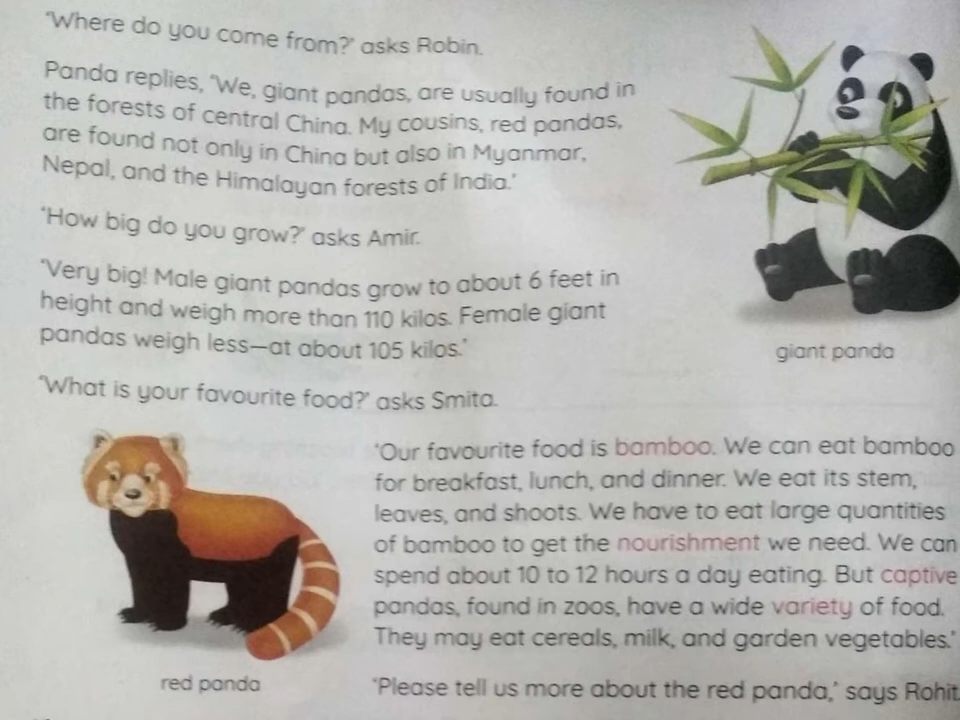 ‘Where do you come from?’ asks Robin.
Panda replies, ‘We, giant pandas, are usually found in
the forests of central China. My cousins, red pandas,
are found not only in China but also in Myanmar,
Nepal, and the Himalayan forests of India.’
‘How big do you grow?’ asks Amir.
‘Very big! Male giant pandas grow to about 6 feet in
height and weigh more than 110 kilos. Female giant
pandas weigh less—at about 105 kilos.’
giant panda
‘What is your favourite food?’ asks Smita.
‘Our favourite food is bamboo. We can eat bamboo
for breakfast, lunch, and dinner. We eat its stem,
leaves, and shoots. We have to eat large quantities
of bamboo to get the nourishment we need. We can
spend about 10 to 12 hours a day eating. But captive
pandas, found in zoos, have a wide variety of food.
They may eat cereals, milk, and garden vegetables.’
red panda
‘Please tell us more about the red panda,’ says Rohit.